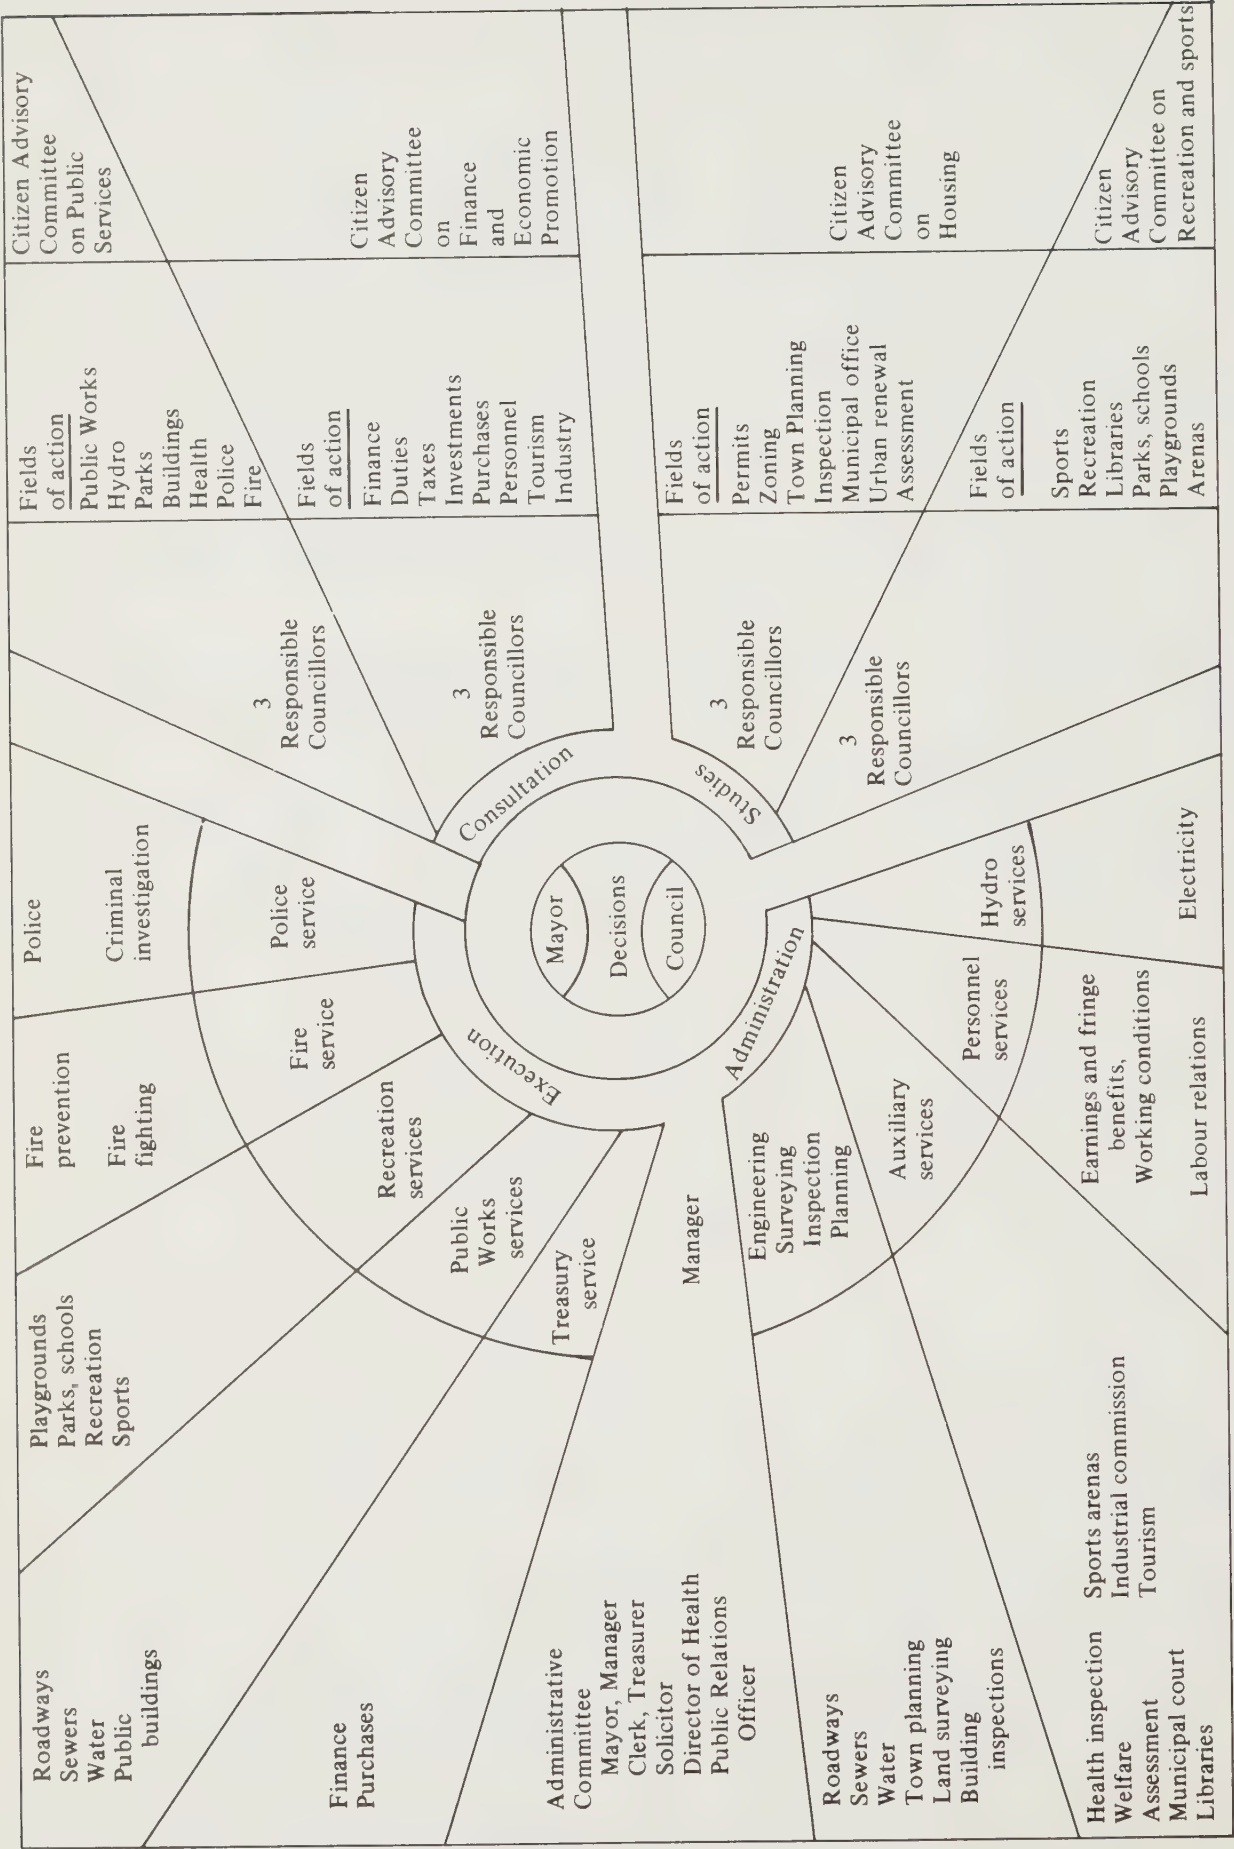 Roadways
Sewers
Water
Public
buildings
Playgrounds
Parks, schools
Recreation
Sports
Fire
prevention
Fire
fighting
Police
Criminal
investigation
Finance
Purchases
Treasury
service
Public
Works
services
Recreation
services
Fire
service
Police
service
Administrative
Committee
Mayor, Manager
Clerk, Treasurer
Solicitor
Director of Health
Public Relations
Officer
Manager
Execution
Mayor
Decisions
Council
Administration
Roadways
Sewers
Water
Town planning
Land surveying
Building
inspections
Engineering
Surveying
Inspection
Planning
Auxiliary
services
Personnel
services
Hydro
services
Health inspection
Welfare
Assessment
Municipal court
Libraries
Sports arenas
Industrial commission
Tourism
Earnings and fringe
benefits,
Working conditions
Labour relations
Electricity
Consultation
3
Responsible
Councillors
Fields
of action
Public Works
Hydro
Parks
Buildings
Health
Police
Fire
Citizen Advisory
Committee
on Public
Services
3
Responsible
Councillors
Fields
of action
Finance
Duties
Taxes
Investments
Purchases
Personnel
Tourism
Industry
Citizen
Advisory
Committee
on
Finance
and
Economic
Promotion
Studies
3
Responsible
Councillors
Fields
of action
Permits
Zoning
Town Planning
Inspection
Municipal office
Urban renewal
Assessment
Citizen
Advisory
Committee
on
Housing
3
Responsible
Councillors
Fields
of action
Sports
Recreation
Libraries
Parks, schools
Playgrounds
Arenas
Citizen
Advisory
Committee on
Recreation and sports